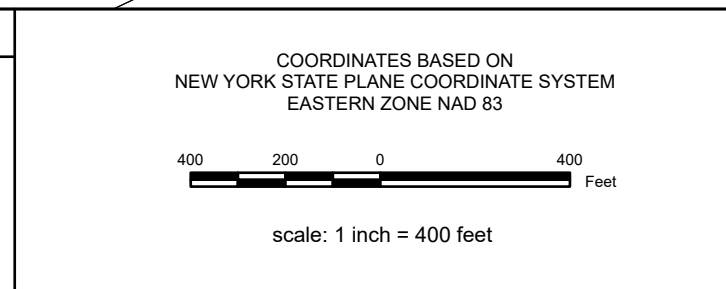 COORDINATES BASED ON
NEW YORK STATE PLANE COORDINATE SYSTEM
EASTERN ZONE NAD 83
400 200 0 400
Feet
scale: 1 inch = 400 feet